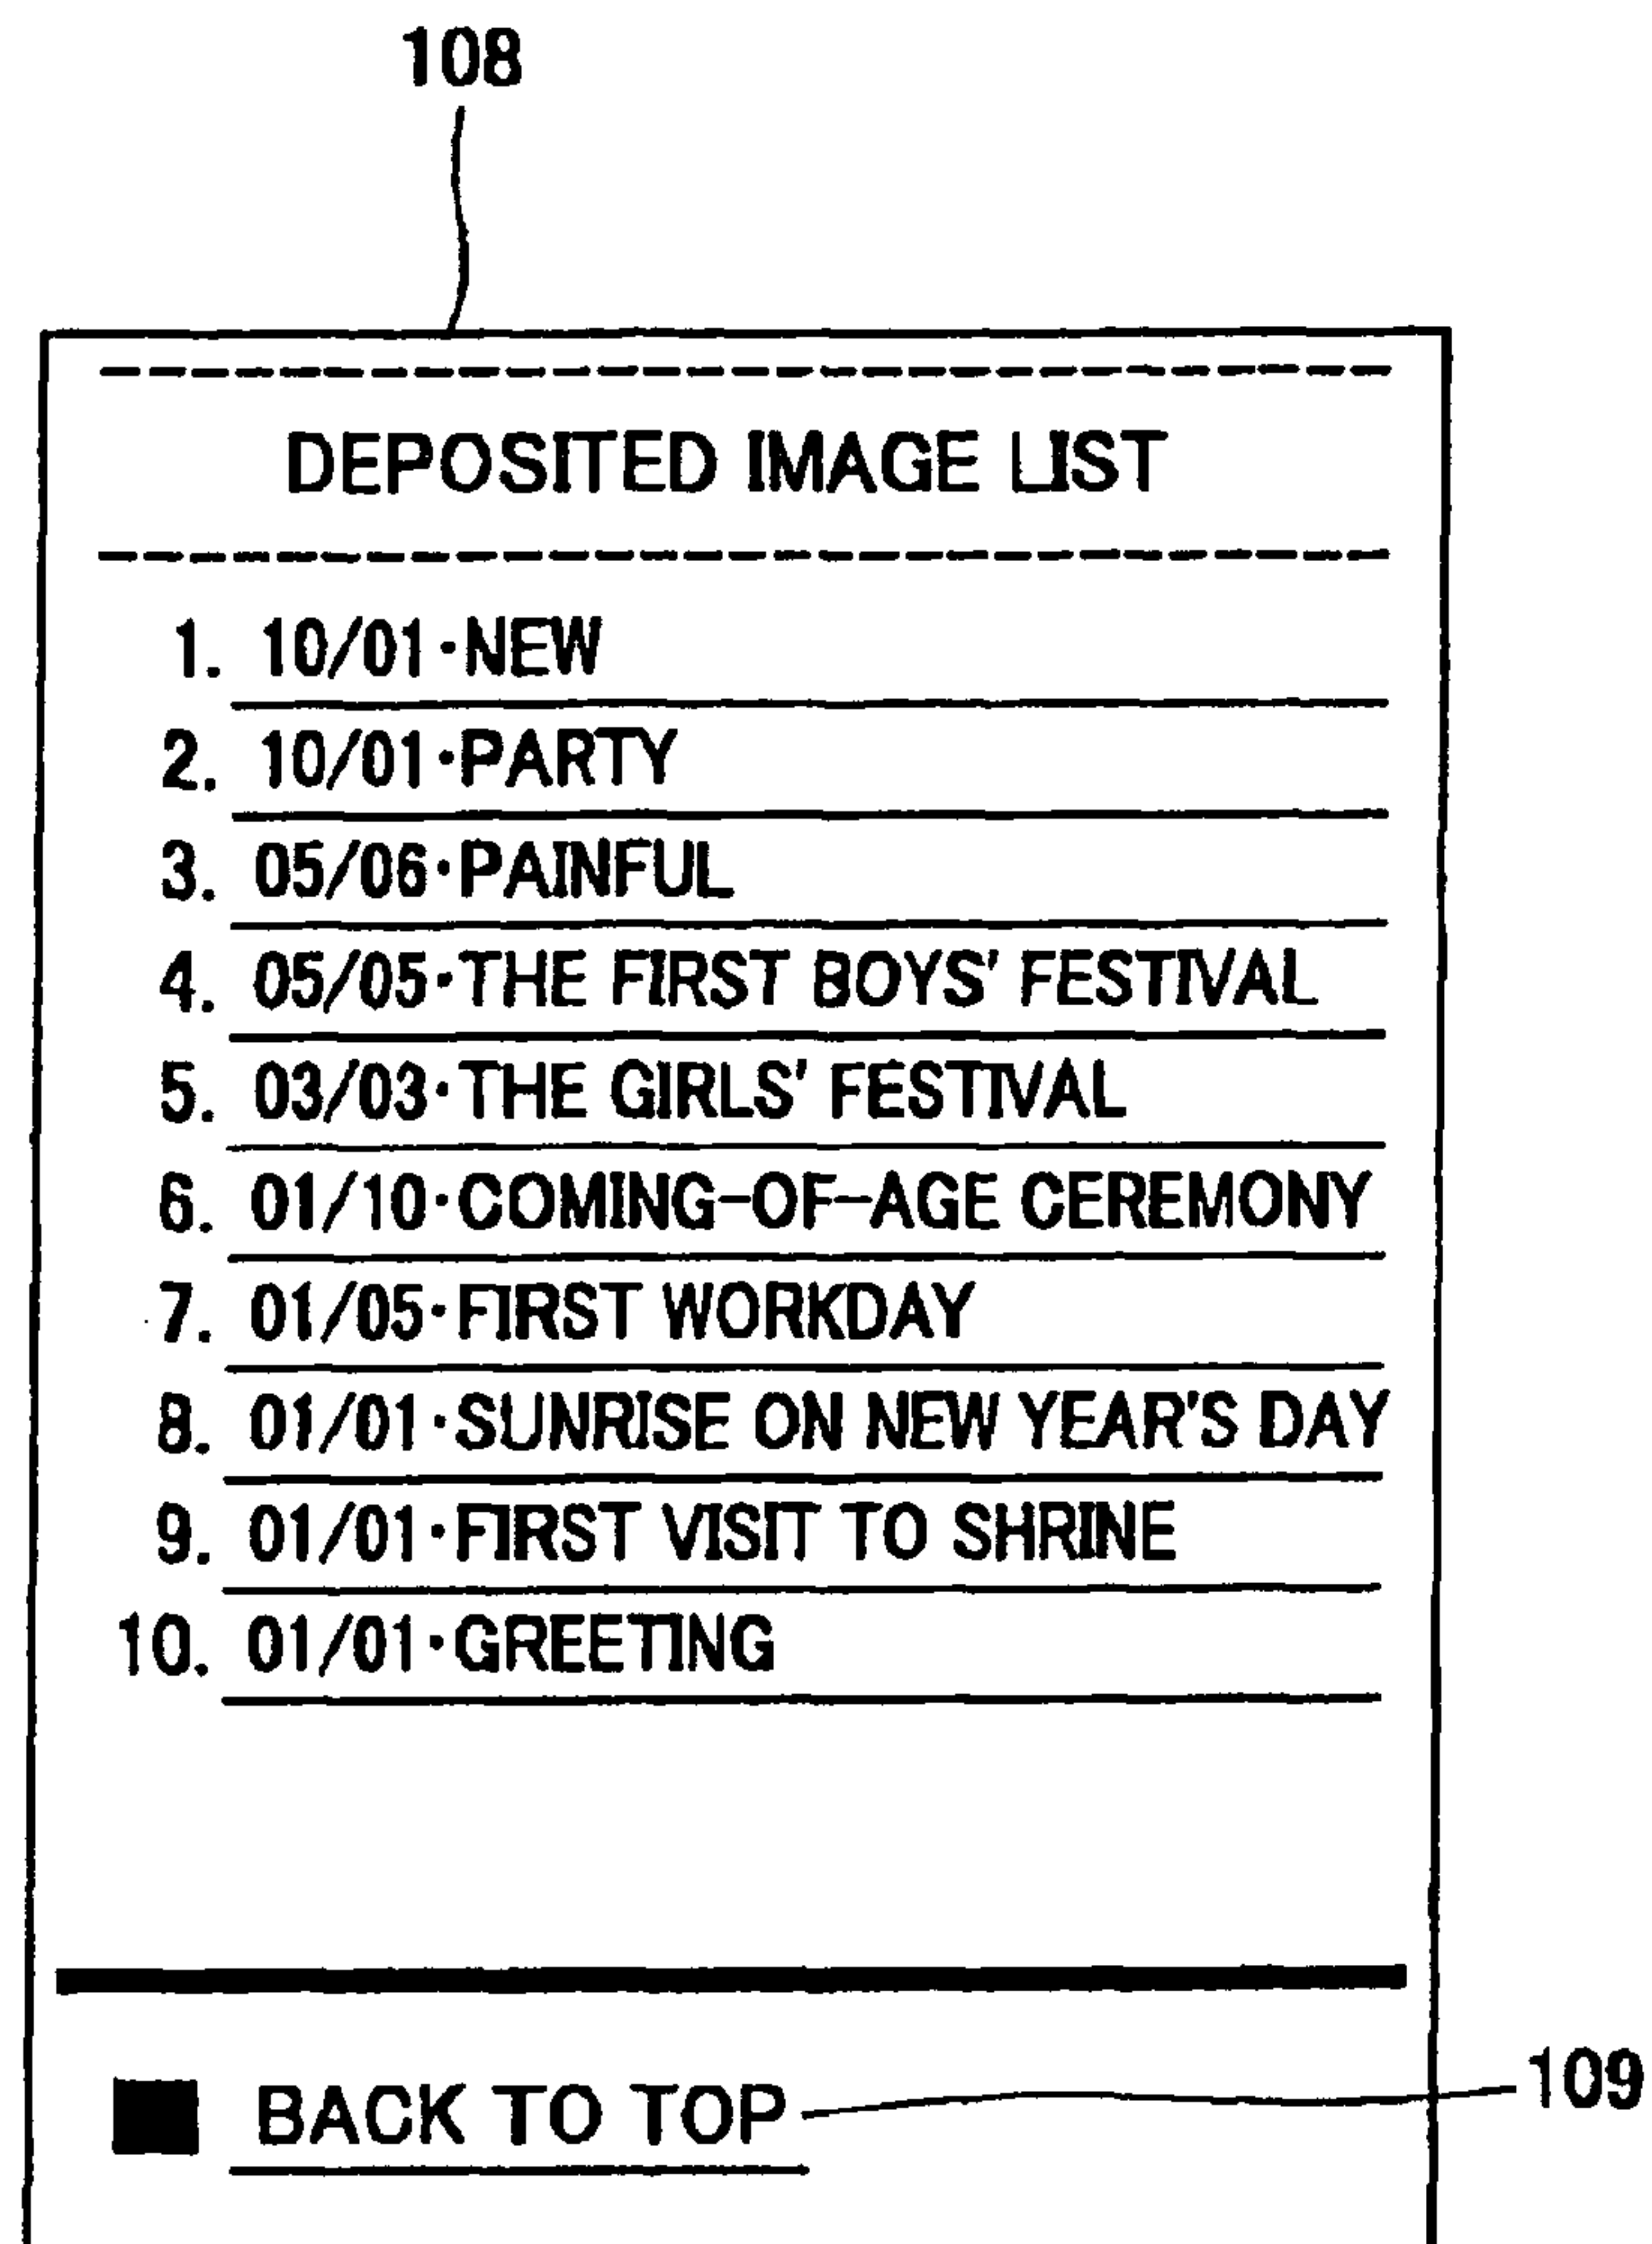 108
DEPOSITED IMAGE LIST
1. 10/01·NEW
2. 10/01·PARTY
3. 05/06·PAINFUL
4. 05/05·THE FIRST BOYS' FESTIVAL
5. 03/03·THE GIRLS' FESTIVAL
6. 01/10·COMING-OF-AGE CEREMONY
7. 01/05·FIRST WORKDAY
8. 01/01·SUNRISE ON NEW YEAR'S DAY
9. 01/01·FIRST VISIT TO SHRINE
10. 01/01·GREETING
BACK TO TOP
109